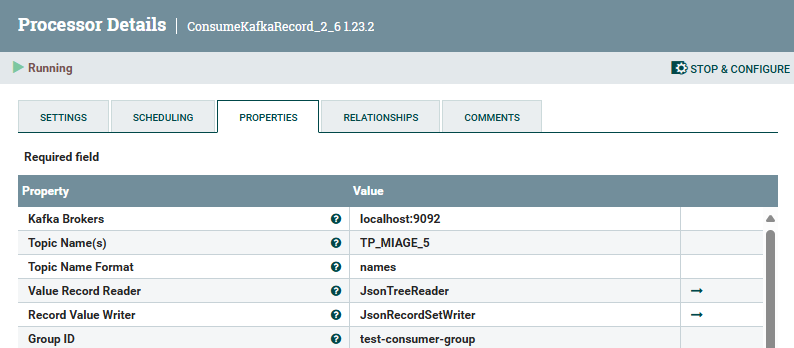 Processor Details | ConsumeKafkaRecord_2_6 1.23.2
Running STOP & CONFIGURE
SETTINGS SCHEDULING PROPERTIES RELATIONSHIPS COMMENTS
Required field
Property Value
Kafka Brokers localhost:9092
Topic Name(s) TP_MIAGE_5
Topic Name Format names
Value Record Reader JsonTreeReader
Record Value Writer JsonRecordSetWriter
Group ID test-consumer-group